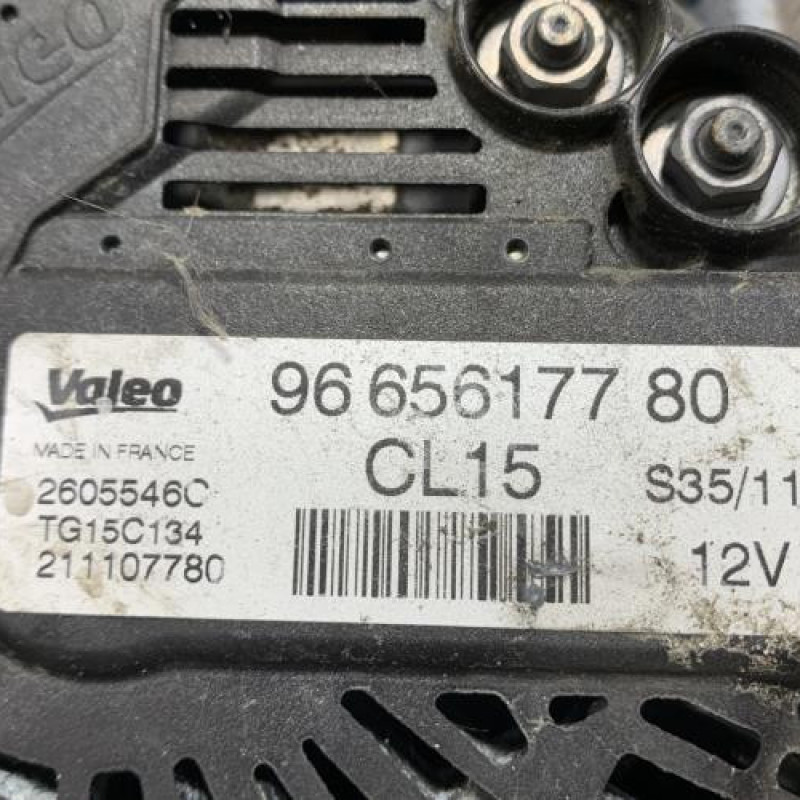 Valeo
96 656177 80
MADE IN FRANCE
CL15
2605546C
S35/11
TG15C134
211107780
12V